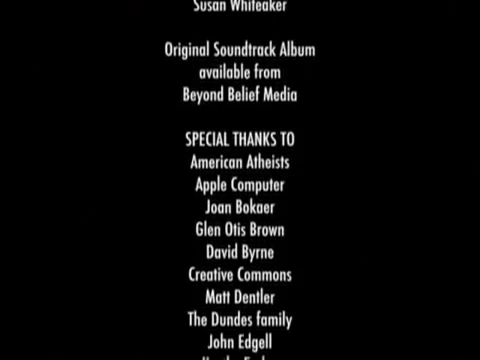 Susan Whiteaker
Original Soundtrack Album
available from
Beyond Belief Media
SPECIAL THANKS TO
American Atheists
Apple Computer
Joan Bokaer
Glen Otis Brown
David Byrne
Creative Commons
Matt Dentler
The Dundes family
John Edgell